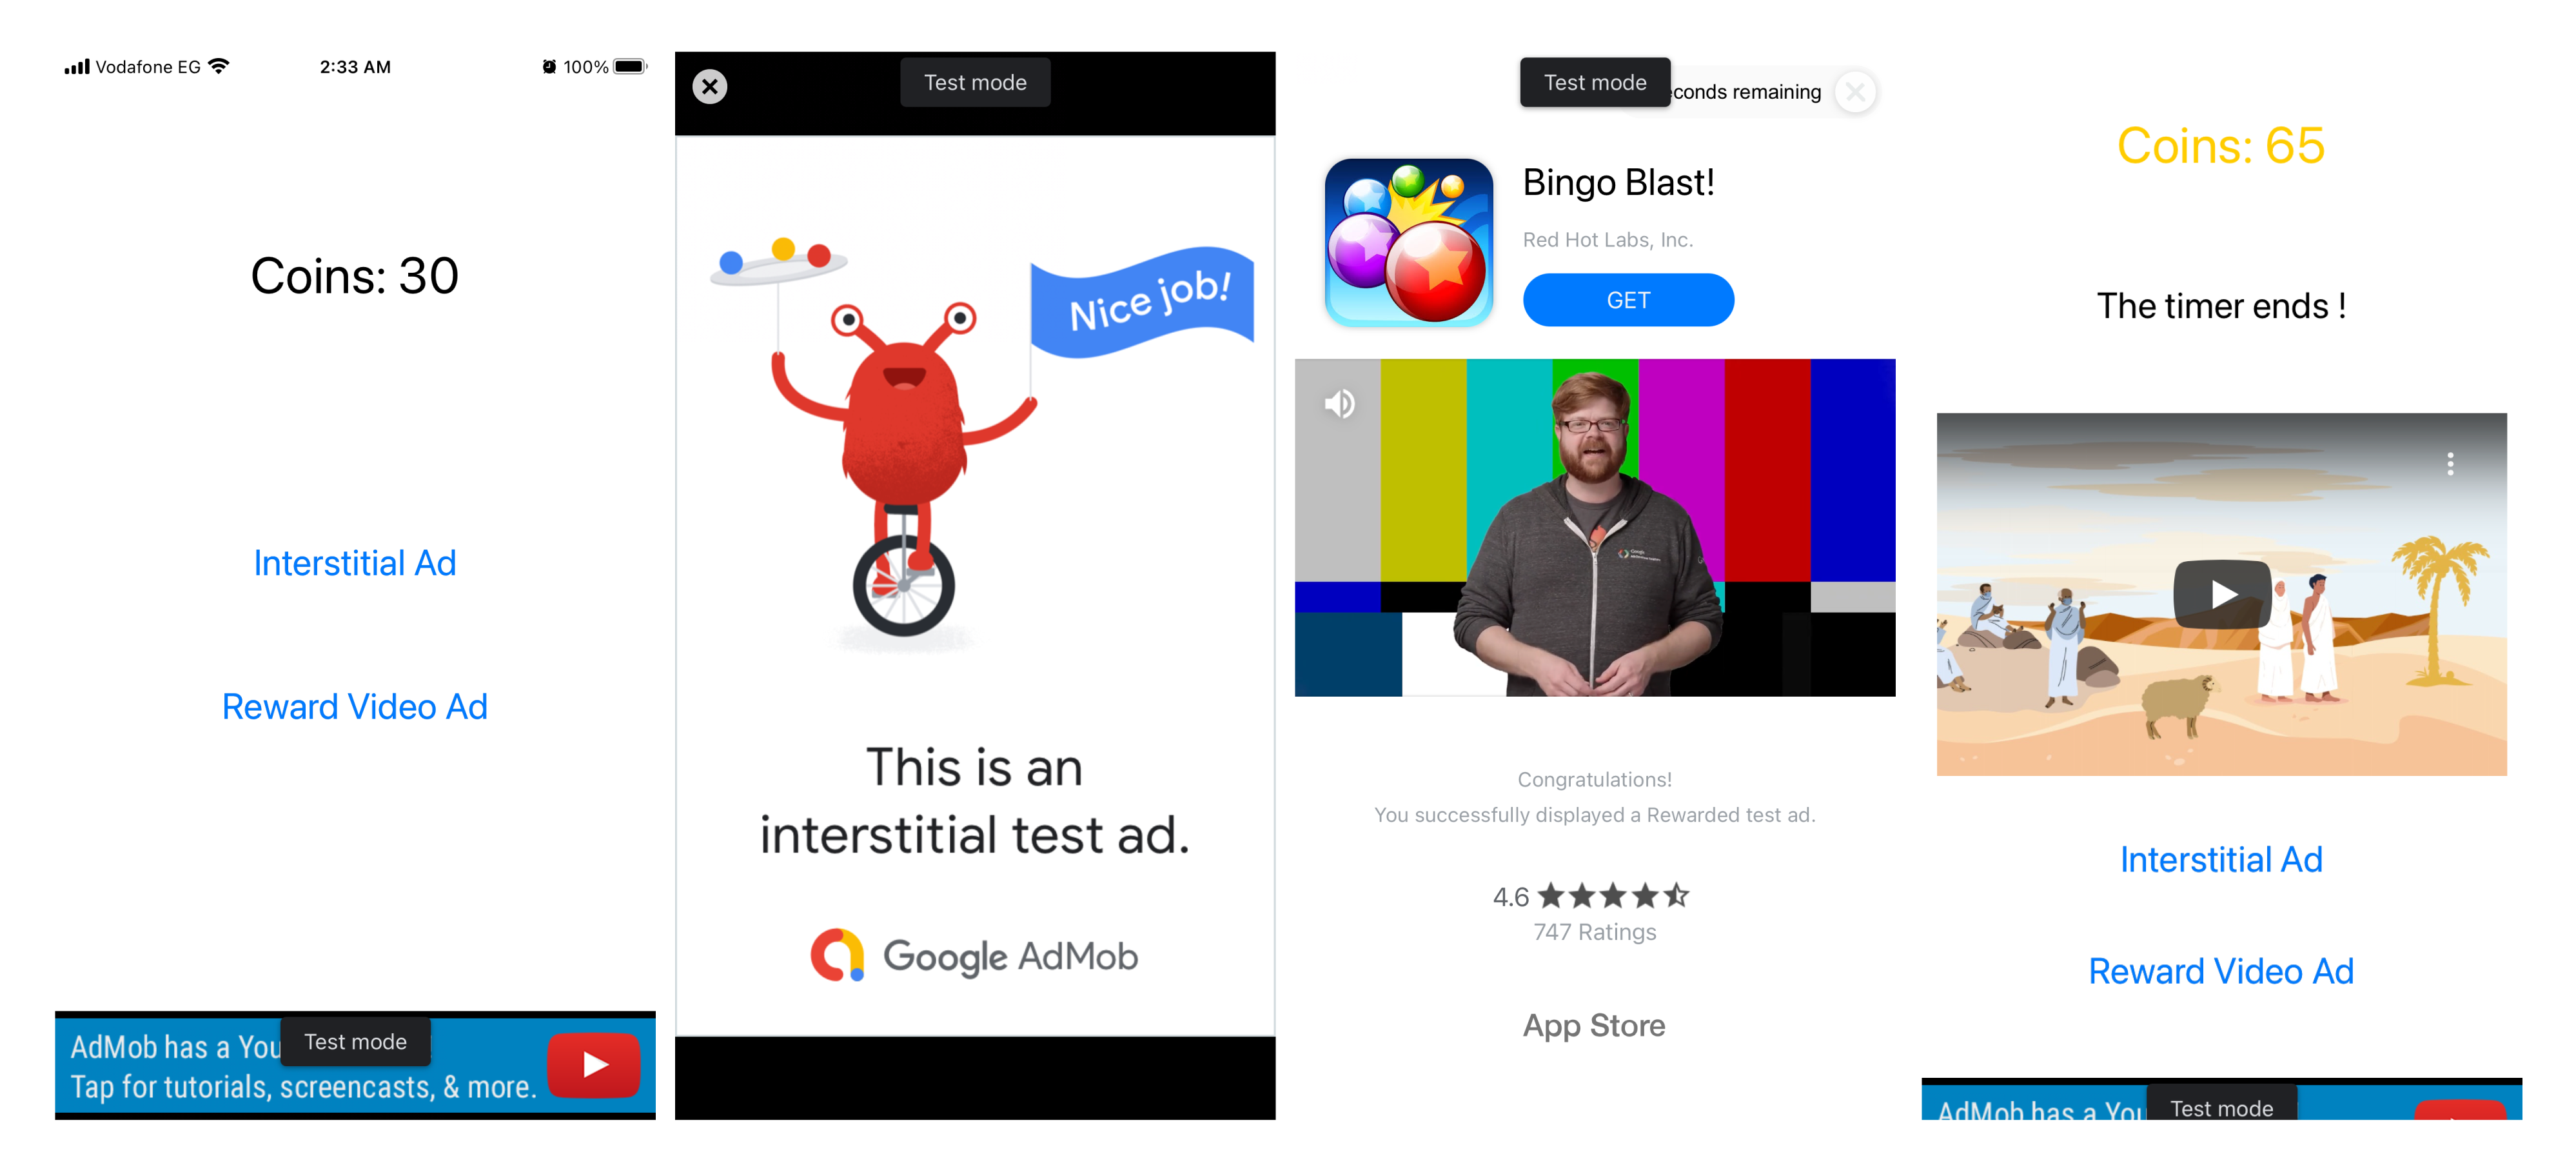 Vodafone EG
2:33 AM
100%
Coins: 30
Interstitial Ad
Reward Video Ad
AdMob has a You
Test mode
Tap for tutorials, screencasts, & more.
Test mode
Nice job!
This is an
interstitial test ad.
Google AdMob
Test mode
econds remaining
Bingo Blast!
Red Hot Labs, Inc.
GET
Congratulations!
You successfully displayed a Rewarded test ad.
4.6
747 Ratings
App Store
Coins: 65
The timer ends !
Interstitial Ad
Reward Video Ad
AdMob has a You
Test mode